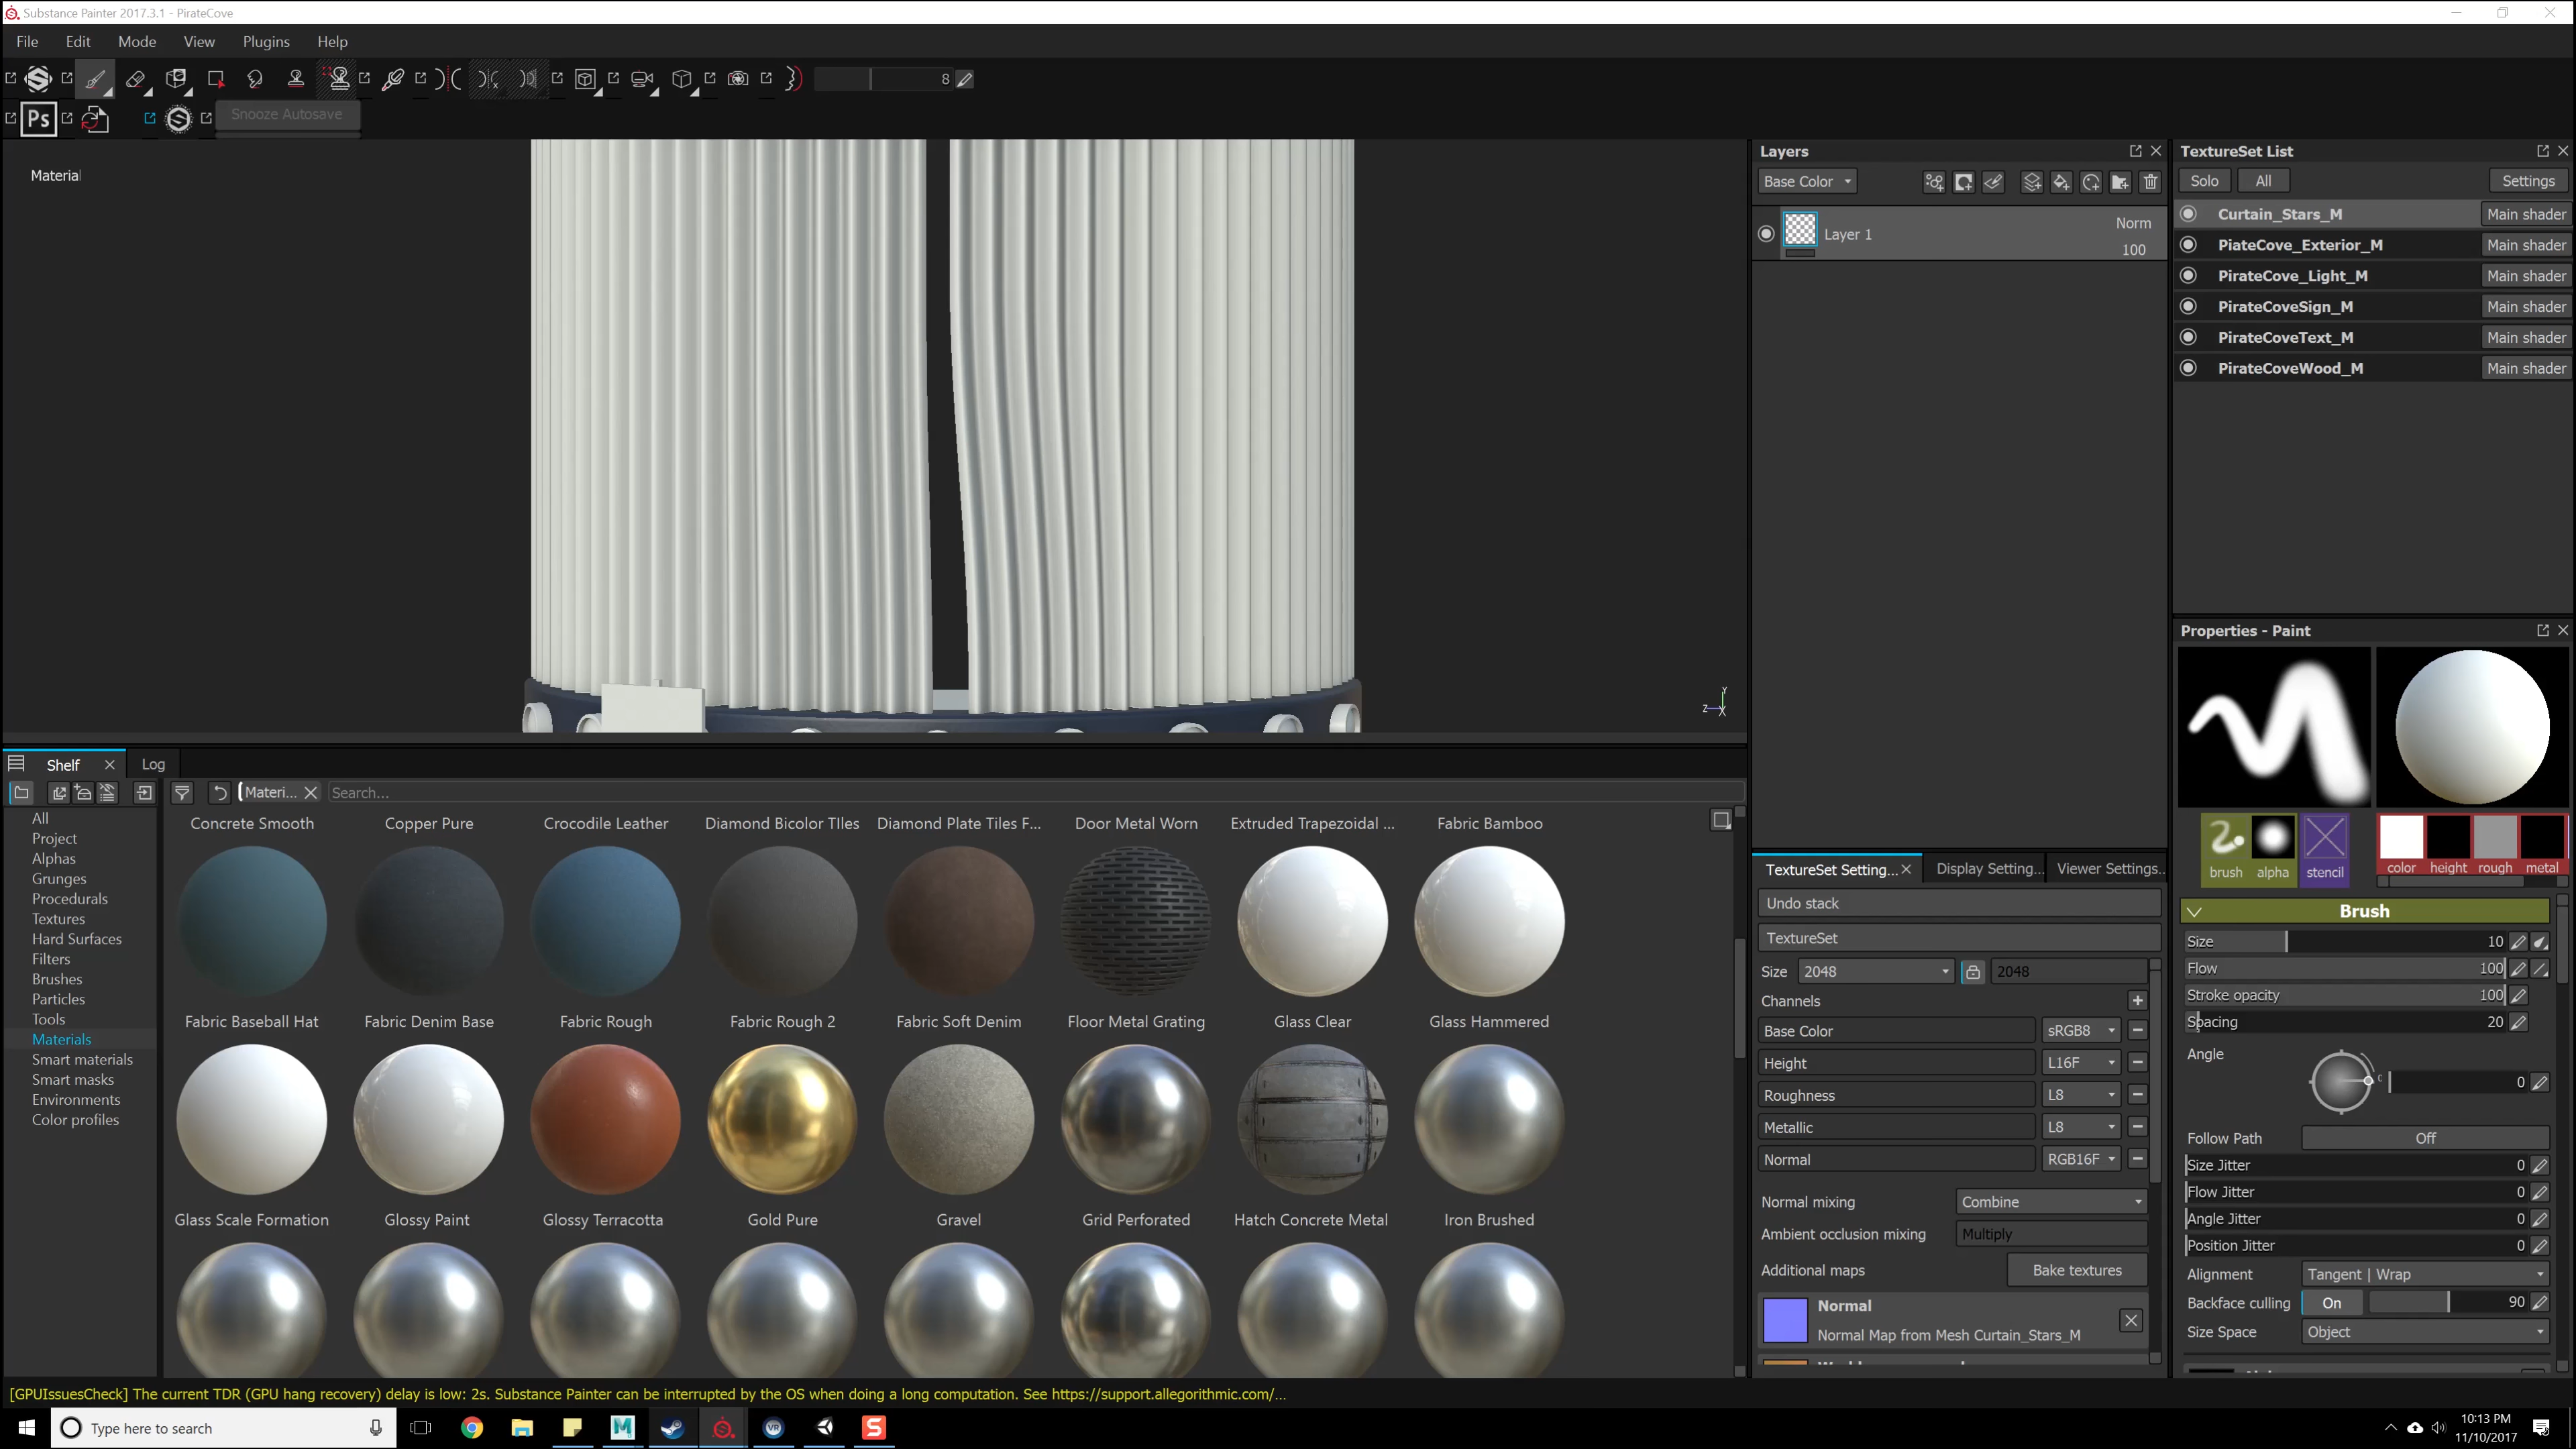 Substance Painter 2017.3.1 - PirateCove
File Edit Mode View Plugins Help
8
Ps Snooze Autosave
Material
Y
Z X
Layers
Base Color
Layer 1 Norm
100
TextureSet List
Solo All Settings
Curtain_Stars_M Main shader
PiateCove_Exterior_M Main shader
PirateCove_Light_M Main shader
PirateCoveSign_M Main shader
PirateCoveText_M Main shader
PirateCoveWood_M Main shader
Properties - Paint
brush alpha stencil color height rough metal
Brush
Size 10
Flow 100
Stroke opacity 100
Spacing 20
Angle
0
Follow Path Off
Size Jitter 0
Flow Jitter 0
Angle Jitter 0
Position Jitter 0
Alignment Tangent | Wrap
Backface culling On 90
Size Space Object
TextureSet Setting... Display Setting... Viewer Settings...
Undo stack
TextureSet
Size 2048 2048
Channels
Base Color sRGB8
Height L16F
Roughness L8
Metallic L8
Normal RGB16F
Normal mixing Combine
Ambient occlusion mixing Multiply
Additional maps Bake textures
Normal
Normal Map from Mesh Curtain_Stars_M
Shelf Log
Materi... Search...
All
Project
Alphas
Grunges
Procedurals
Textures
Hard Surfaces
Filters
Brushes
Particles
Tools
Materials
Smart materials
Smart masks
Environments
Color profiles
Concrete Smooth Copper Pure Crocodile Leather Diamond Bicolor TIles Diamond Plate Tiles F... Door Metal Worn Extruded Trapezoidal ... Fabric Bamboo
Fabric Baseball Hat Fabric Denim Base Fabric Rough Fabric Rough 2 Fabric Soft Denim Floor Metal Grating Glass Clear Glass Hammered
Glass Scale Formation Glossy Paint Glossy Terracotta Gold Pure Gravel Grid Perforated Hatch Concrete Metal Iron Brushed
[GPUIssuesCheck] The current TDR (GPU hang recovery) delay is low: 2s. Substance Painter can be interrupted by the OS when doing a long computation. See https://support.allegorithmic.com/...
Type here to search
M VR S
10:13 PM
11/10/2017